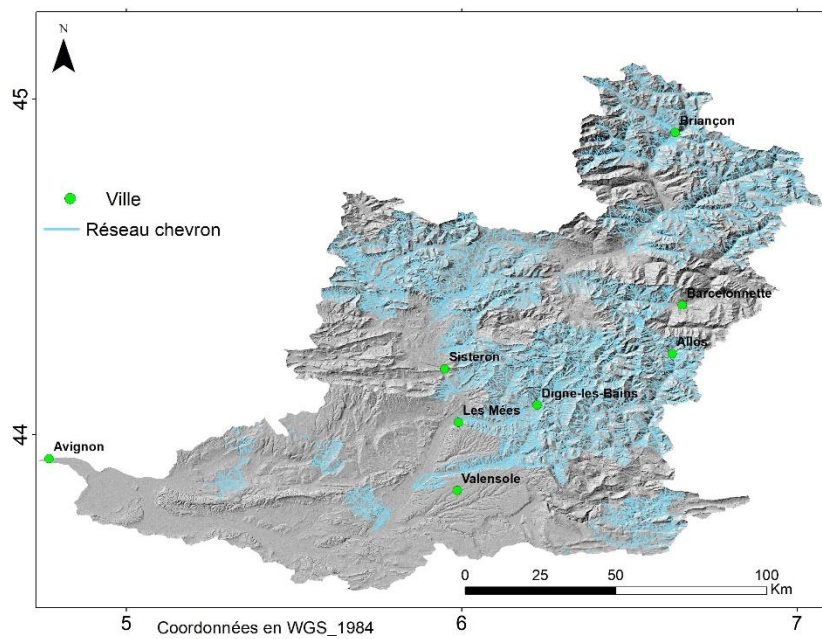 N
45
Briançon
Ville
Réseau chevron
Barcelonnette
Allos
Sisteron
Digne-les-Bains
Les Mées
44
Avignon
Valensole
0 25 50 100
Km
5 6 7
Coordonnées en WGS_1984